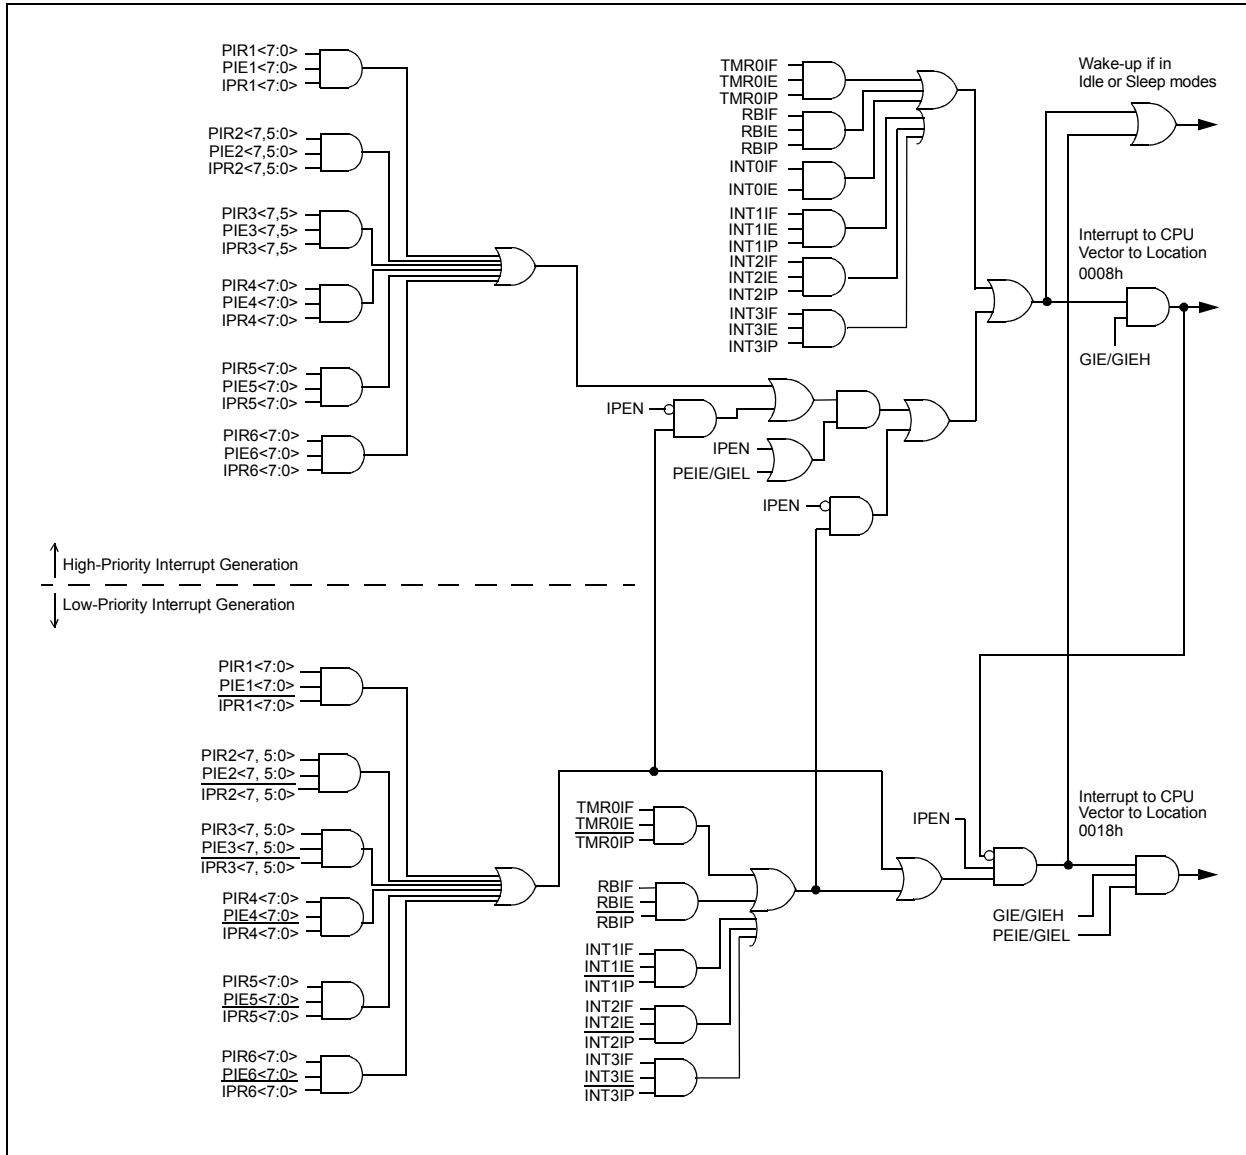 PIR1<7:0>
PIE1<7:0>
IPR1<7:0>
PIR2<7,5:0>
PIE2<7,5:0>
IPR2<7,5:0>
PIR3<7,5>
PIE3<7,5>
IPR3<7,5>
PIR4<7:0>
PIE4<7:0>
IPR4<7:0>
PIR5<7:0>
PIE5<7:0>
IPR5<7:0>
PIR6<7:0>
PIE6<7:0>
IPR6<7:0>
TMR0IF
TMR0IE
TMR0IP
RBIF
RBIE
RBIP
INT0IF
INT0IE
INT1IF
INT1IE
INT1IP
INT2IF
INT2IE
INT2IP
INT3IF
INT3IE
INT3IP
Wake-up if in
Idle or Sleep modes
Interrupt to CPU
Vector to Location
0008h
GIE/GIEH
IPEN
IPEN
PEIE/GIEL
IPEN
High-Priority Interrupt Generation
Low-Priority Interrupt Generation
PIR1<7:0>
PIE1<7:0>
IPR1<7:0>
PIR2<7, 5:0>
PIE2<7, 5:0>
IPR2<7, 5:0>
PIR3<7, 5:0>
PIE3<7, 5:0>
IPR3<7, 5:0>
PIR4<7:0>
PIE4<7:0>
IPR4<7:0>
PIR5<7:0>
PIE5<7:0>
IPR5<7:0>
PIR6<7:0>
PIE6<7:0>
IPR6<7:0>
TMR0IF
TMR0IE
TMR0IP
RBIF
RBIE
RBIP
INT1IF
INT1IE
INT1IP
INT2IF
INT2IE
INT2IP
INT3IF
INT3IE
INT3IP
IPEN
Interrupt to CPU
Vector to Location
0018h
GIE/GIEH
PEIE/GIEL